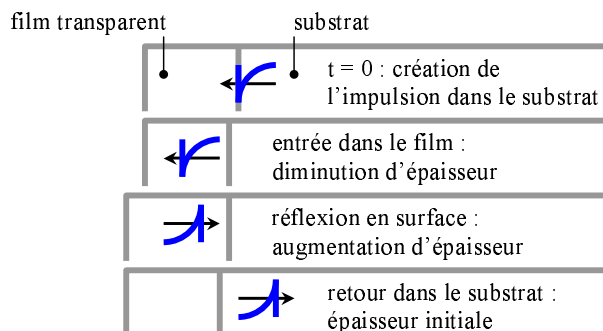 film transparent
substrat
t = 0 : création de
l’impulsion dans le substrat
entrée dans le film :
diminution d’épaisseur
réflexion en surface :
augmentation d’épaisseur
retour dans le substrat :
épaisseur initiale